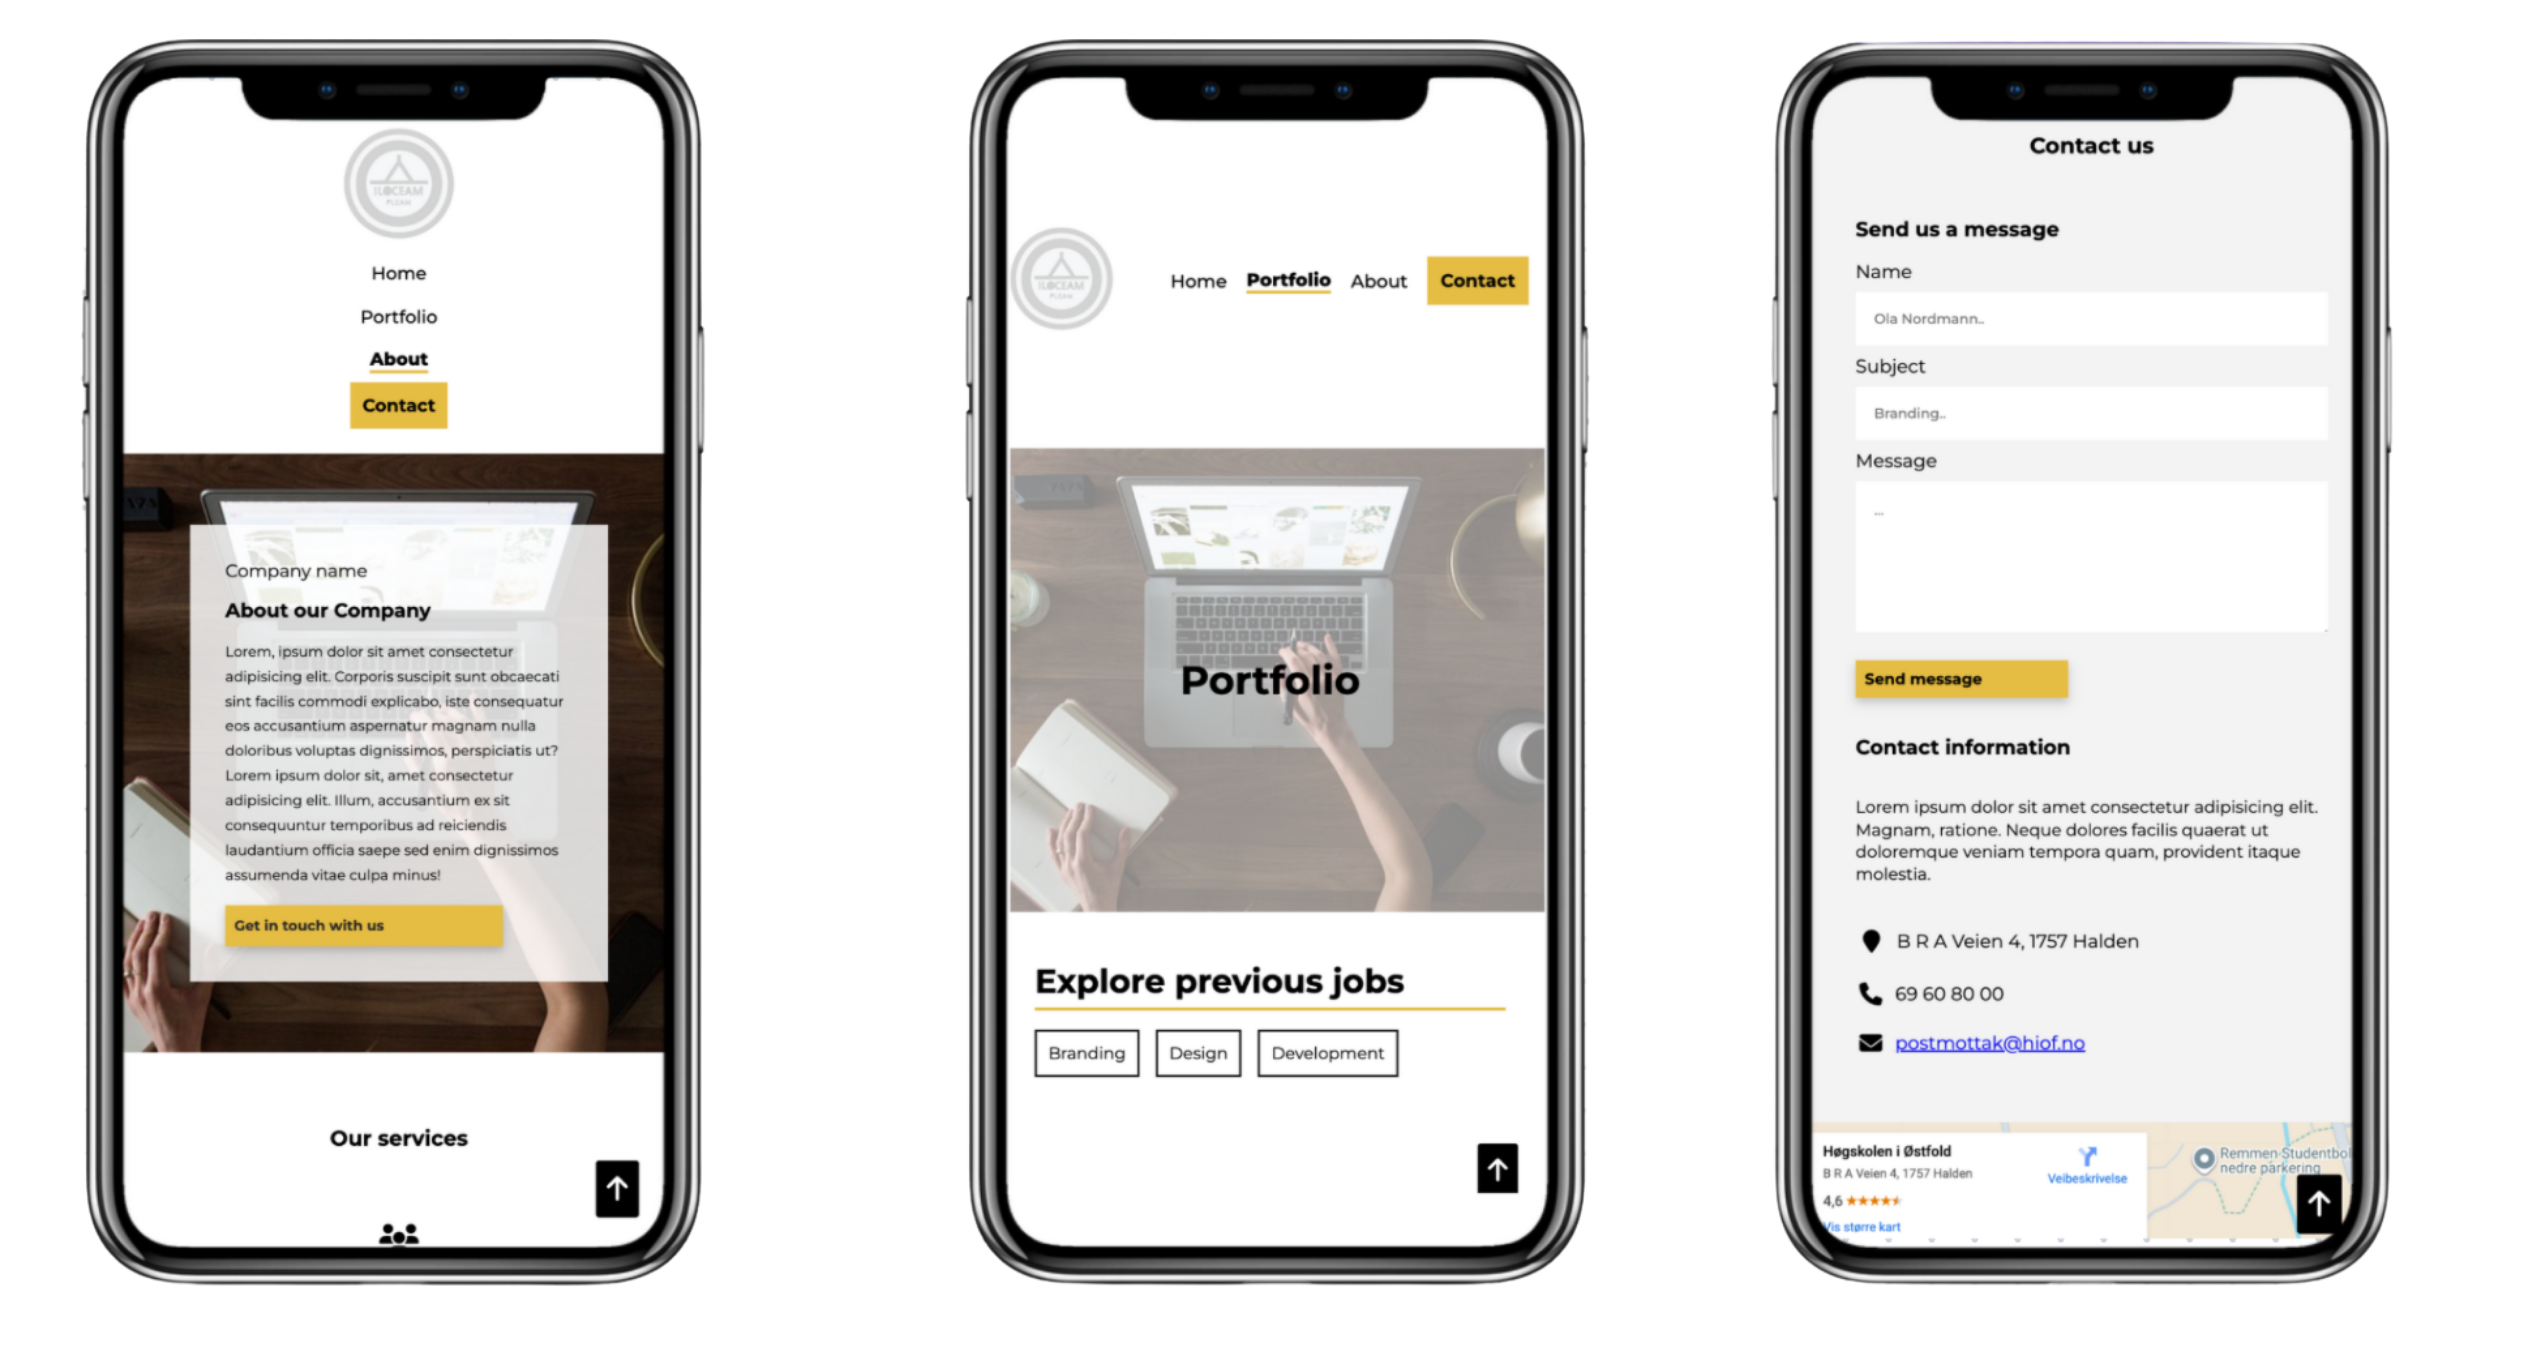 ILOCEAM
PLEAM
Home
Portfolio
About
Contact
Company name
About our Company
Lorem, ipsum dolor sit amet consectetur
adipisicing elit. Corporis suscipit sunt obcaecati
sint facilis commodi explicabo, iste consequatur
eos accusantium aspernatur magnam nulla
doloribus voluptas dignissimos, perspiciatis ut?
Lorem ipsum dolor sit, amet consectetur
adipisicing elit. Illum, accusantium ex sit
consequuntur temporibus ad reiciendis
laudantium officia saepe sed enim dignissimos
assumenda vitae culpa minus!
Get in touch with us
Our services
ILOCEAM
PLEAM
Home Portfolio About Contact
Portfolio
Explore previous jobs
Branding Design Development
Contact us
Send us a message
Name
Ola Nordmann..
Subject
Branding..
Message
...
Send message
Contact information
Lorem ipsum dolor sit amet consectetur adipisicing elit.
Magnam, ratione. Neque dolores facilis quaerat ut
doloremque veniam tempora quam, provident itaque
molestia.
B R A Veien 4, 1757 Halden
69 60 80 00
postmottak@hiof.no
Høgskolen i Østfold
B R A Veien 4, 1757 Halden
Veibeskrivelse
4,6
Vis større kart
Remmen Studentbol
nedre parkering